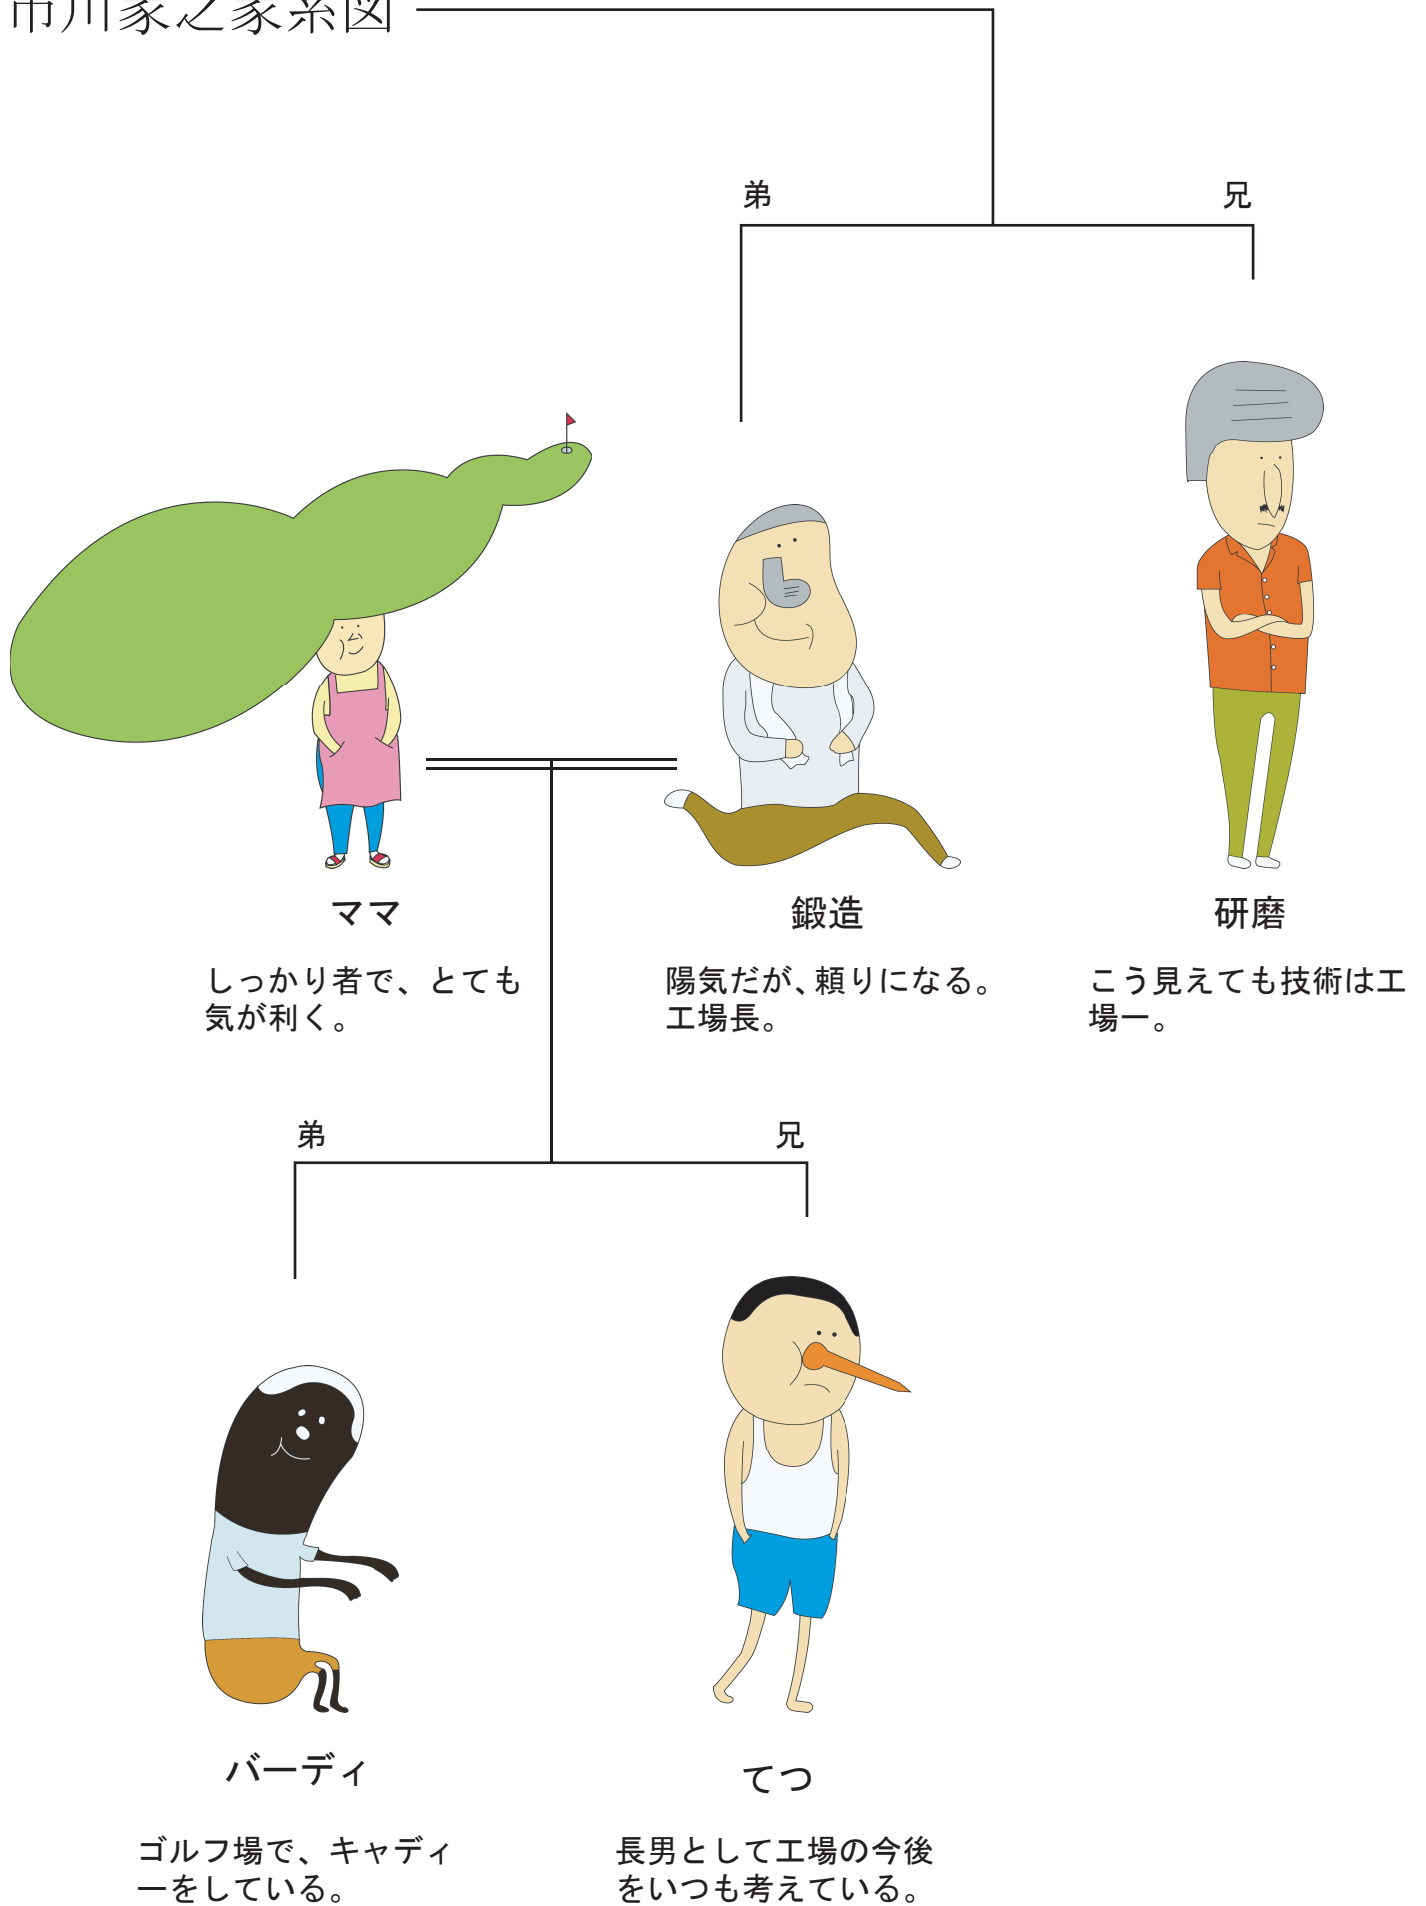 市川家之家系図
弟
兄
ママ
しっかり者で、とても
気が利く。
鍛造
陽気だが、頼りになる。
工場長。
研磨
こう見えても技術は工
場一。
弟
兄
バーディ
ゴルフ場で、キャディ
ーをしている。
てつ
長男として工場の今後
をいつも考えている。